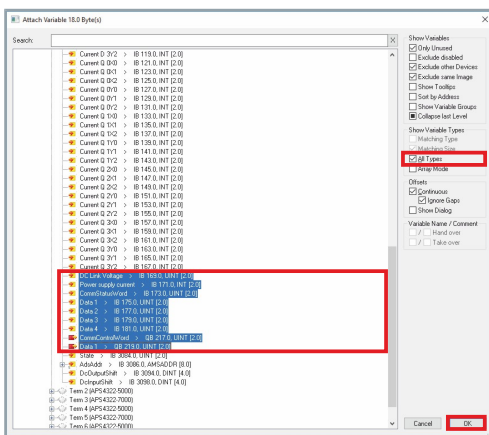 Attach Variable 18.0 Byte(s)
Search:
Current D 3Y2 > IB 119.0, INT [2.0]
Current Q 0X0 > IB 121.0, INT [2.0]
Current Q 0X1 > IB 123.0, INT [2.0]
Current Q 0X2 > IB 125.0, INT [2.0]
Current Q 0Y0 > IB 127.0, INT [2.0]
Current Q 0Y1 > IB 129.0, INT [2.0]
Current Q 0Y2 > IB 131.0, INT [2.0]
Current Q 1X0 > IB 133.0, INT [2.0]
Current Q 1X1 > IB 135.0, INT [2.0]
Current Q 1X2 > IB 137.0, INT [2.0]
Current Q 1Y0 > IB 139.0, INT [2.0]
Current Q 1Y1 > IB 141.0, INT [2.0]
Current Q 1Y2 > IB 143.0, INT [2.0]
Current Q 2X0 > IB 145.0, INT [2.0]
Current Q 2X1 > IB 147.0, INT [2.0]
Current Q 2X2 > IB 149.0, INT [2.0]
Current Q 2Y0 > IB 151.0, INT [2.0]
Current Q 2Y1 > IB 153.0, INT [2.0]
Current Q 2Y2 > IB 155.0, INT [2.0]
Current Q 3X0 > IB 157.0, INT [2.0]
Current Q 3X1 > IB 159.0, INT [2.0]
Current Q 3X2 > IB 161.0, INT [2.0]
Current Q 3Y0 > IB 163.0, INT [2.0]
Current Q 3Y1 > IB 165.0, INT [2.0]
Current Q 3Y2 > IB 167.0, INT [2.0]
DC Link Voltage > IB 169.0, UINT [2.0]
Power supply current > IB 171.0, INT [2.0]
CommStatusWord > IB 173.0, UINT [2.0]
Data 1 > IB 175.0, UINT [2.0]
Data 2 > IB 177.0, UINT [2.0]
Data 3 > IB 179.0, UINT [2.0]
Data 4 > IB 181.0, UINT [2.0]
CommControlWord > QB 217.0, UINT [2.0]
Data 1 > QB 219.0, UINT [2.0]
State > IB 3084.0, UINT [2.0]
AdsAddr > IB 3086.0, AMSADDR [8.0]
DcOutputShift > IB 3094.0, DINT [4.0]
DcInputShift > IB 3098.0, DINT [4.0]
Term 2 (APS4322-5000)
Term 3 (APS4322-7000)
Term 4 (APS4322-5000)
Term 5 (APS4322-7000)
Term 6 (APS4322-5000)
Show Variables
Only Unused
Exclude disabled
Exclude other Devices
Exclude same Image
Show Tooltips
Sort by Address
Show Variable Groups
Collapse last Level
Show Variable Types
Matching Type
Matching Size
All Types
Array Mode
Offsets
Continuous
Ignore Gaps
Show Dialog
Variable Name / Comment
/ Hand over
/ Take over
Cancel
OK